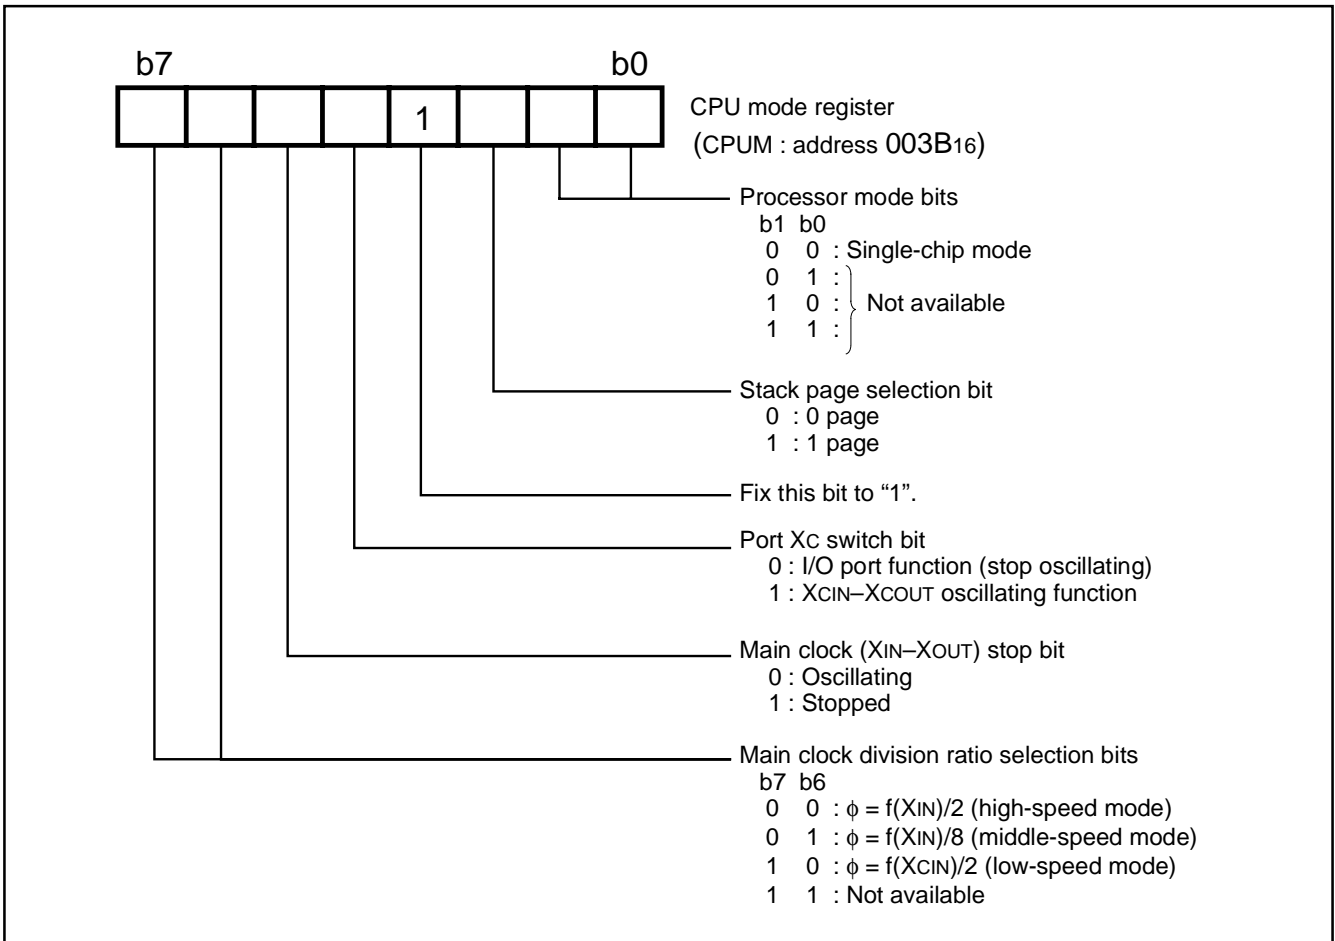 b7 b0
1
CPU mode register
(CPUM : address 003B16)
Processor mode bits
b1 b0
0 0 : Single-chip mode
0 1 :
1 0 : Not available
1 1 :
Stack page selection bit
0 : 0 page
1 : 1 page
Fix this bit to “1”.
Port XC switch bit
0 : I/O port function (stop oscillating)
1 : XCIN–XCOUT oscillating function
Main clock (XIN–XOUT) stop bit
0 : Oscillating
1 : Stopped
Main clock division ratio selection bits
b7 b6
0 0 : ϕ = f(XIN)/2 (high-speed mode)
0 1 : ϕ = f(XIN)/8 (middle-speed mode)
1 0 : ϕ = f(XCIN)/2 (low-speed mode)
1 1 : Not available